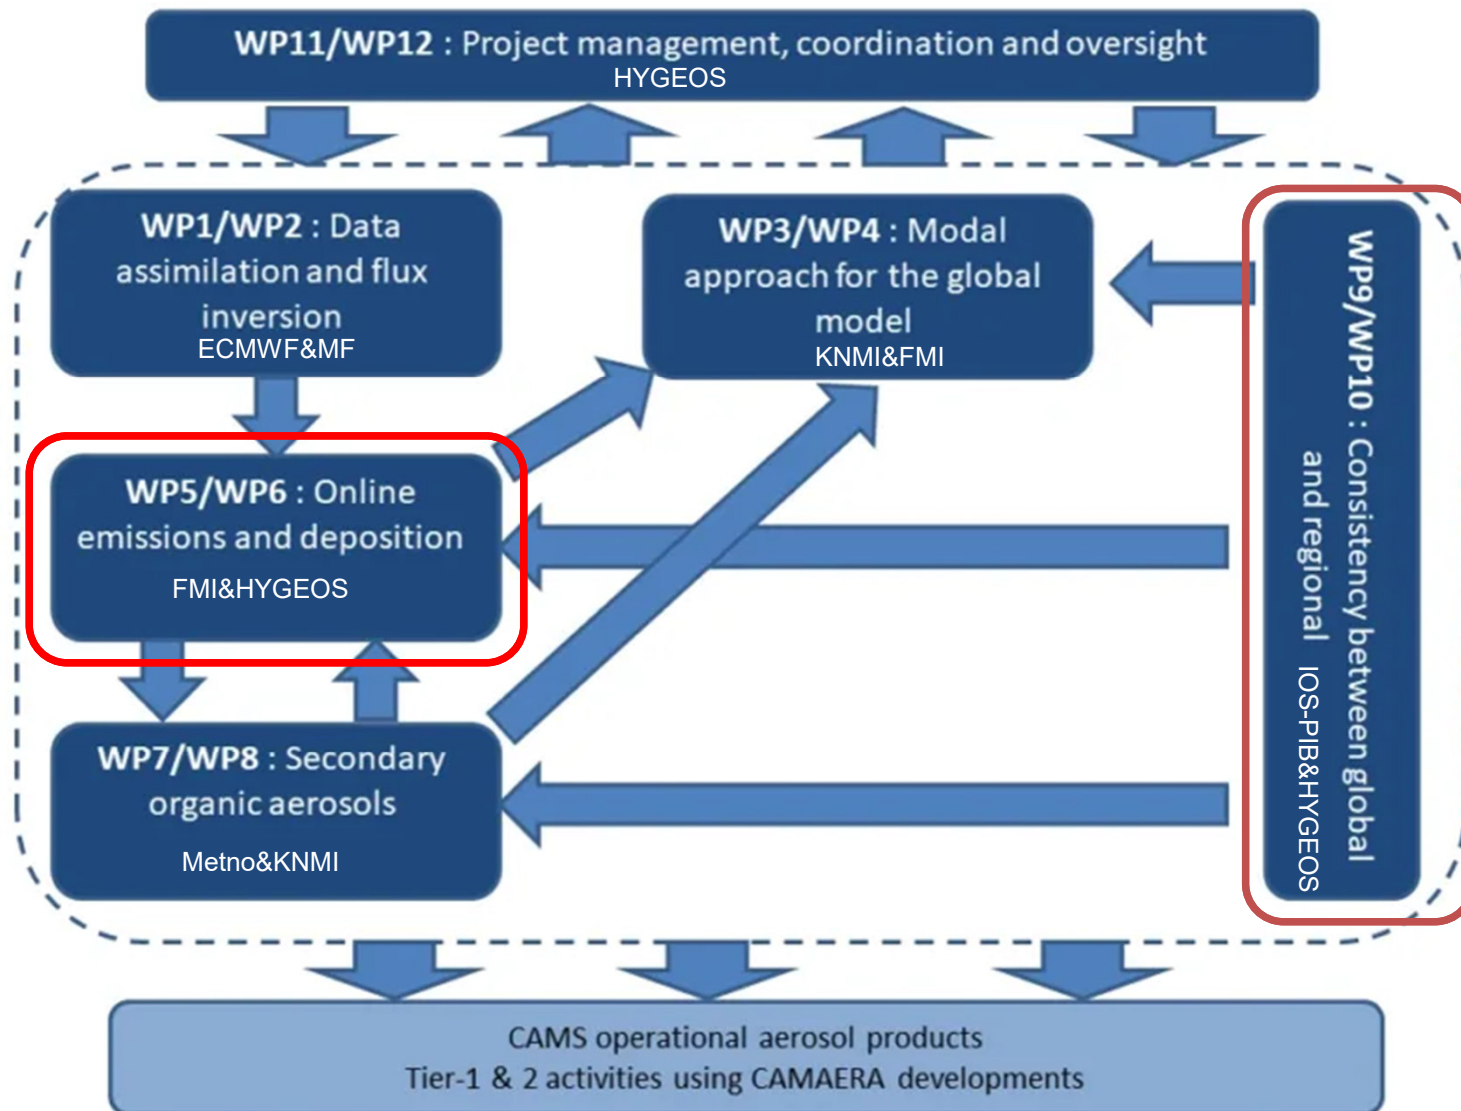 WP11/WP12 : Project management, coordination and oversight
HYGEOS
WP1/WP2 : Data
assimilation and flux
inversion
ECMWF&MF
WP3/WP4 : Modal
approach for the global
model
KNMI&FMI
WP5/WP6 : Online
emissions and deposition
FMI&HYGEOS
WP7/WP8 : Secondary
organic aerosols
Metno&KNMI
WP9/WP10 : Consistency between global
and regional
IOS-PIB&HYGEOS
CAMS operational aerosol products
Tier-1 & 2 activities using CAMAERA developments